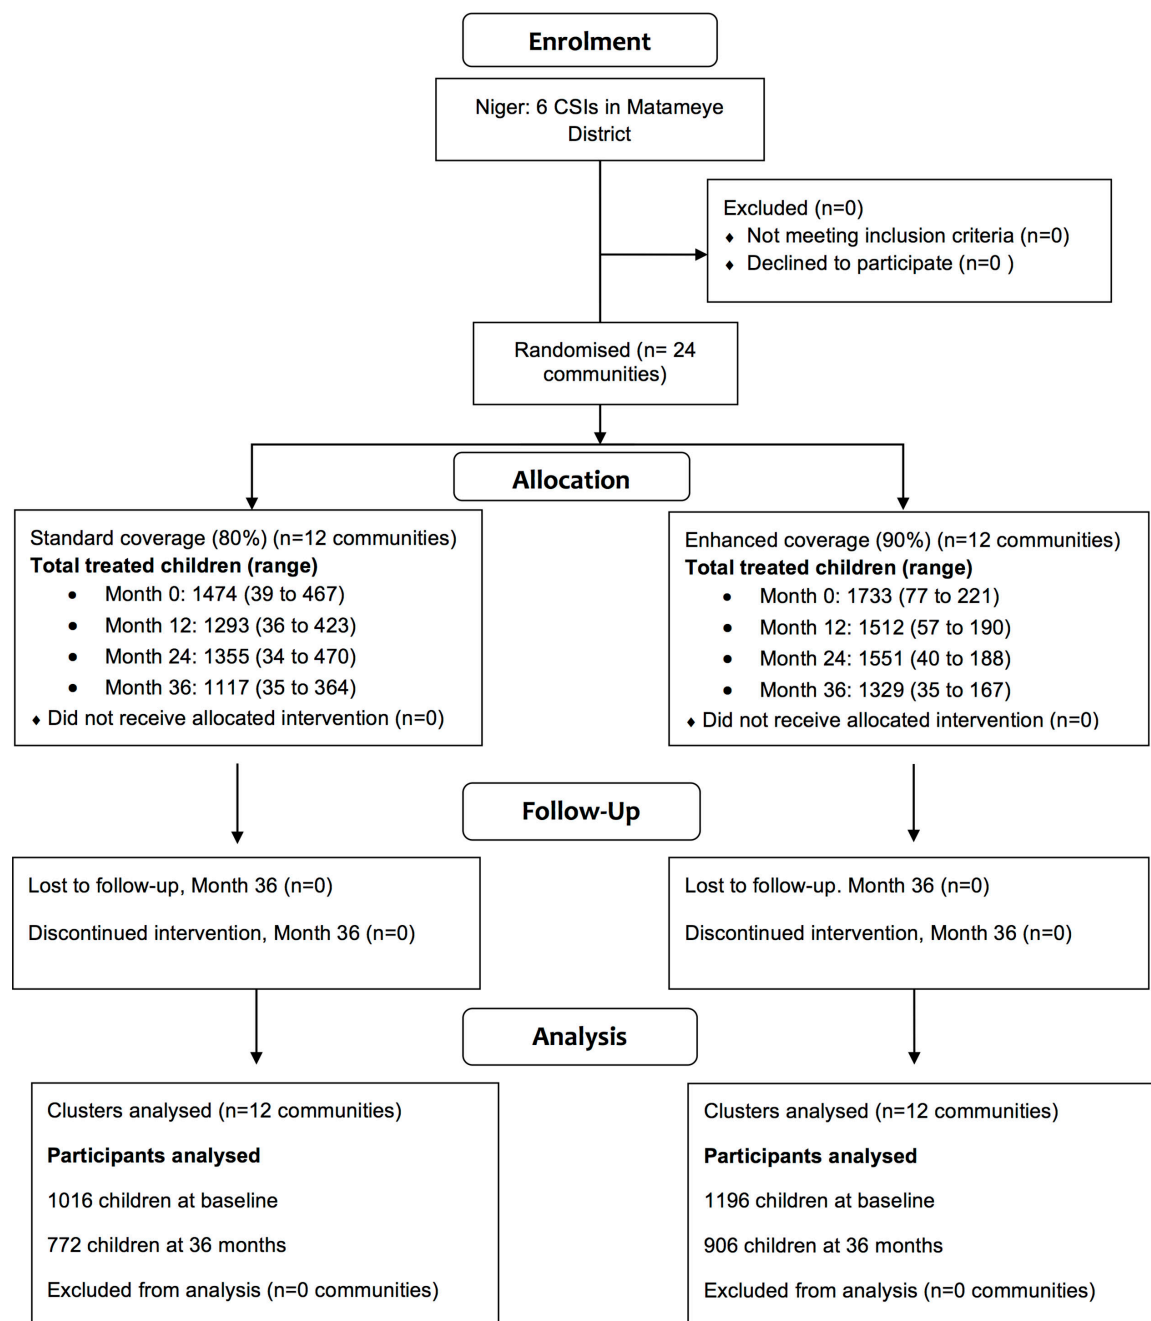 Enrolment
Niger: 6 CSIs in Matameye
District
Excluded (n=0)
♦ Not meeting inclusion criteria (n=0)
♦ Declined to participate (n=0 )
Randomised (n= 24
communities)
Allocation
Standard coverage (80%) (n=12 communities)
Total treated children (range)
• Month 0: 1474 (39 to 467)
• Month 12: 1293 (36 to 423)
• Month 24: 1355 (34 to 470)
• Month 36: 1117 (35 to 364)
♦ Did not receive allocated intervention (n=0)
Enhanced coverage (90%) (n=12 communities)
Total treated children (range)
• Month 0: 1733 (77 to 221)
• Month 12: 1512 (57 to 190)
• Month 24: 1551 (40 to 188)
• Month 36: 1329 (35 to 167)
♦ Did not receive allocated intervention (n=0)
Follow-Up
Lost to follow-up, Month 36 (n=0)
Discontinued intervention, Month 36 (n=0)
Lost to follow-up. Month 36 (n=0)
Discontinued intervention, Month 36 (n=0)
Analysis
Clusters analysed (n=12 communities)
Participants analysed
1016 children at baseline
772 children at 36 months
Excluded from analysis (n=0 communities)
Clusters analysed (n=12 communities)
Participants analysed
1196 children at baseline
906 children at 36 months
Excluded from analysis (n=0 communities)